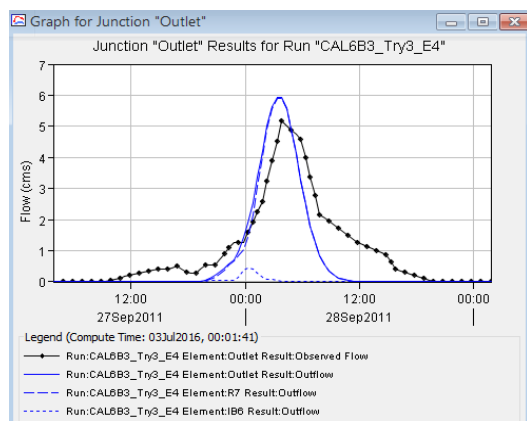 Graph for Junction "Outlet"
Junction "Outlet" Results for Run "CAL6B3_Try3_E4"
7
6
5
4
3
2
1
0
Flow (cms)
12:00 00:00 12:00 00:00
27Sep2011 28Sep2011
Legend (Compute Time: 03Jul2016, 00:01:41)
Run:CAL6B3_Try3_E4 Element:Outlet Result:Observed Flow
Run:CAL6B3_Try3_E4 Element:Outlet Result:Outflow
Run:CAL6B3_Try3_E4 Element:R7 Result:Outflow
Run:CAL6B3_Try3_E4 Element:IB6 Result:Outflow